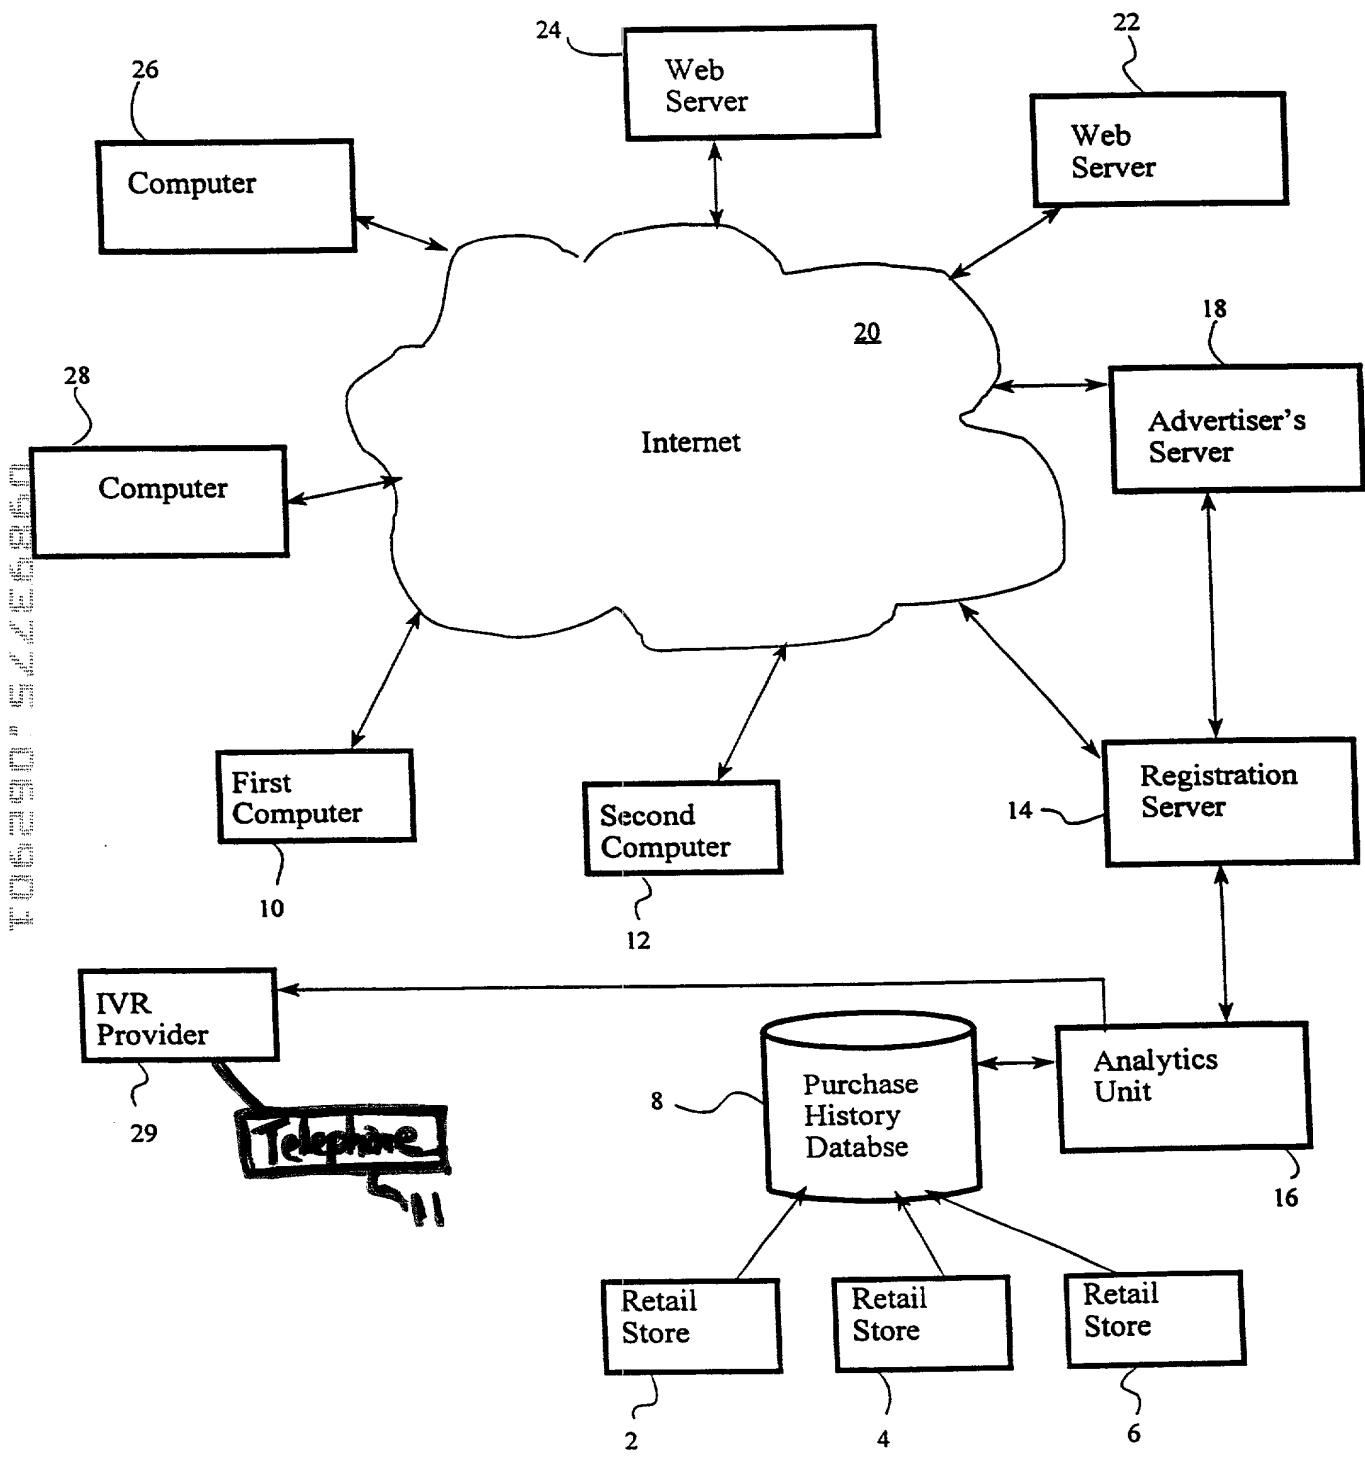 24
Web
Server
22
Web
Server
26
Computer
20
18
Advertiser's
Server
28
Computer
Internet
First
Computer
10
Second
Computer
12
Registration
Server
14
IVR
Provider
29
Telephone
11
8
Purchase
History
Databse
Analytics
Unit
16
Retail
Store
2
Retail
Store
4
Retail
Store
6